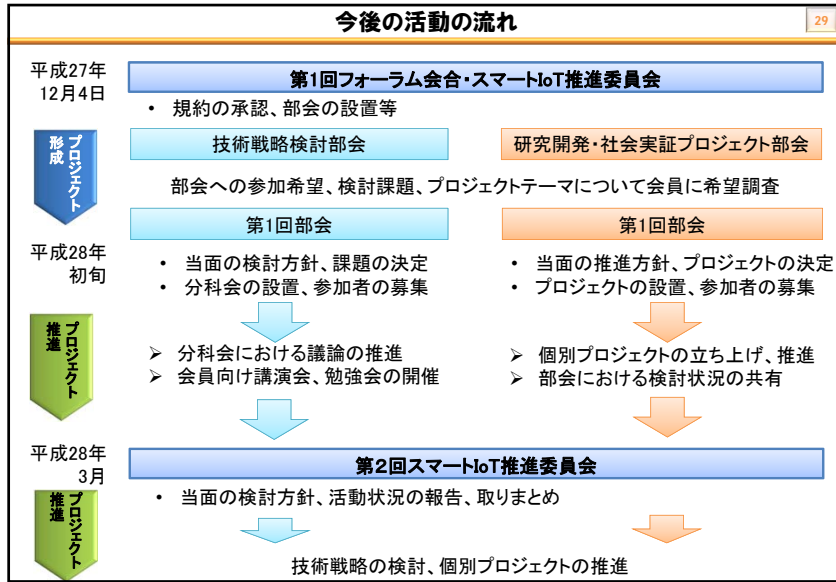 今後の活動の流れ
29
平成27年
12月4日
第1回フォーラム会合・スマートIoT推進委員会
• 規約の承認、部会の設置等
プロジェクト
形成
技術戦略検討部会
研究開発・社会実証プロジェクト部会
部会への参加希望、検討課題、プロジェクトテーマについて会員に希望調査
平成28年
初旬
第1回部会
• 当面の検討方針、課題の決定
• 分科会の設置、参加者の募集
第1回部会
• 当面の推進方針、プロジェクトの決定
• プロジェクトの設置、参加者の募集
プロジェクト
推進
➢ 分科会における議論の推進
➢ 会員向け講演会、勉強会の開催
➢ 個別プロジェクトの立ち上げ、推進
➢ 部会における検討状況の共有
平成28年
3月
第2回スマートIoT推進委員会
• 当面の検討方針、活動状況の報告、取りまとめ
プロジェクト
推進
技術戦略の検討、個別プロジェクトの推進